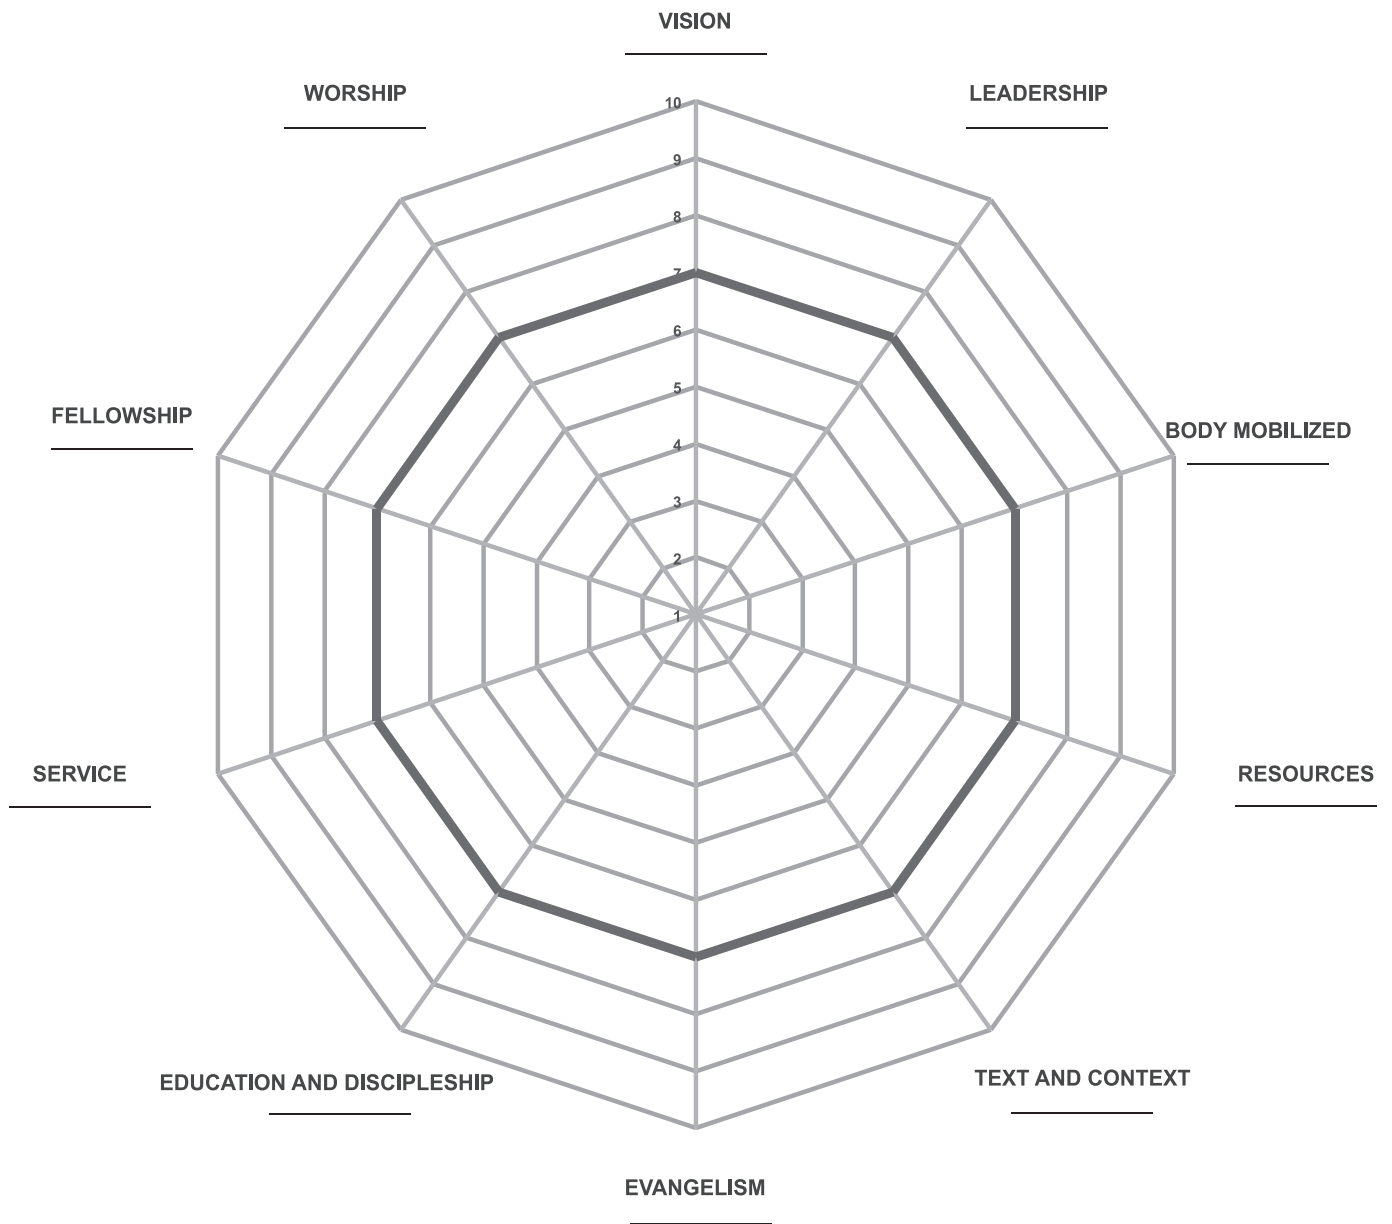 VISION
WORSHIP
LEADERSHIP
10
9
8
7
6
5
4
3
2
1
FELLOWSHIP
BODY MOBILIZED
SERVICE
RESOURCES
EDUCATION AND DISCIPLESHIP
TEXT AND CONTEXT
EVANGELISM